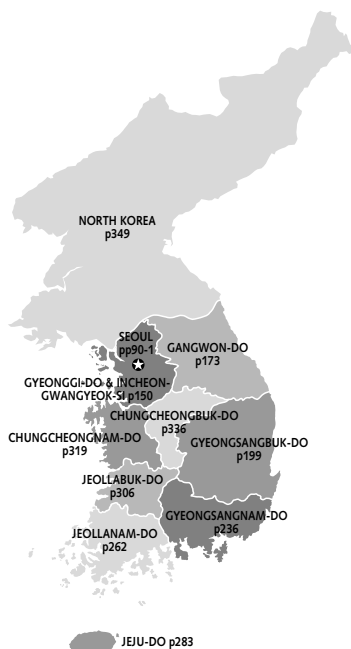 NORTH KOREA
p349
SEOUL
pp90-1
GANGWON-DO
p173
GYEONGGI-DO & INCHEON-
GWANGYEOK-SI p150
CHUNGCHEONGBUK-DO
p336
CHUNGCHEONGNAM-DO
p319
GYEONGSANGBUK-DO
p199
JEOLLABUK-DO
p306
GYEONGSANGNAM-DO
p236
JEOLLANAM-DO
p262
JEJU-DO p283